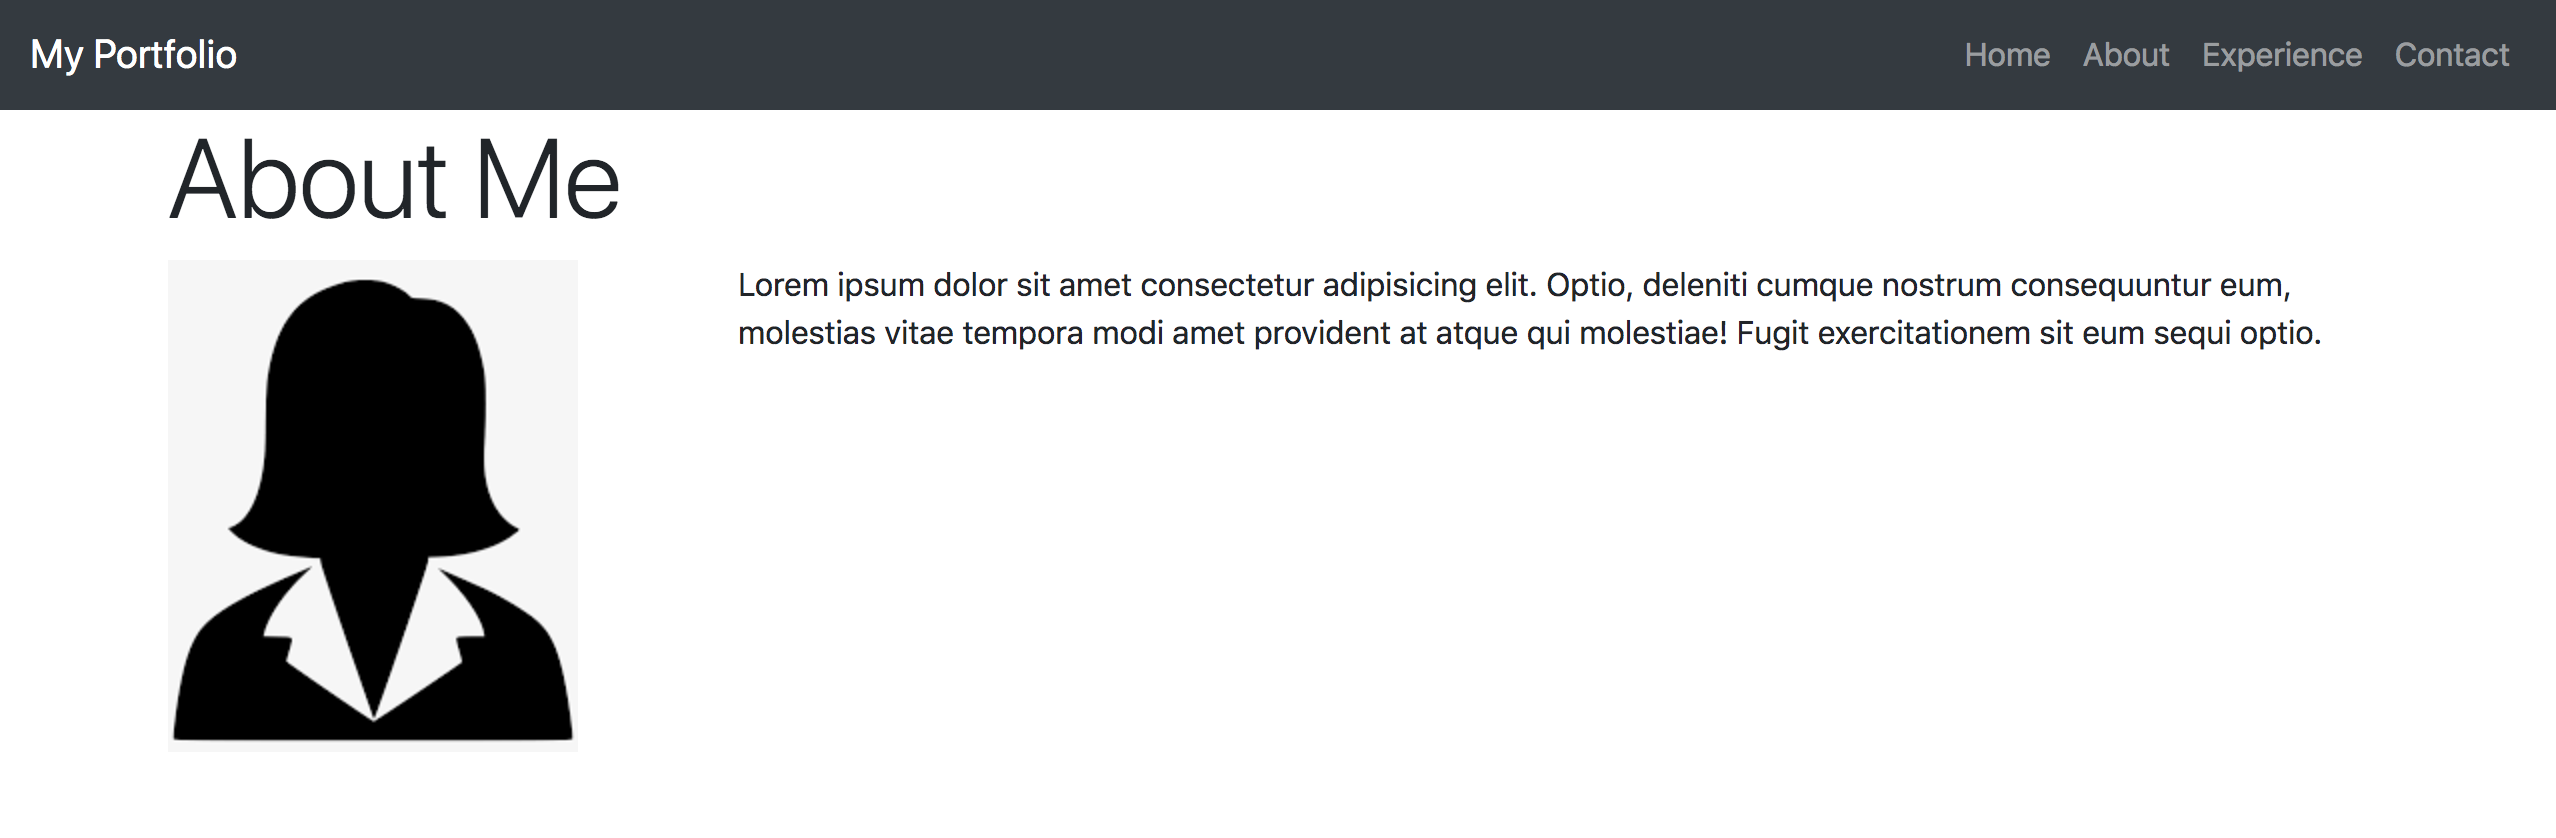 My Portfolio
Home About Experience Contact
About Me
Lorem ipsum dolor sit amet consectetur adipisicing elit. Optio, deleniti cumque nostrum consequuntur eum,
molestias vitae tempora modi amet provident at atque qui molestiae! Fugit exercitationem sit eum sequi optio.